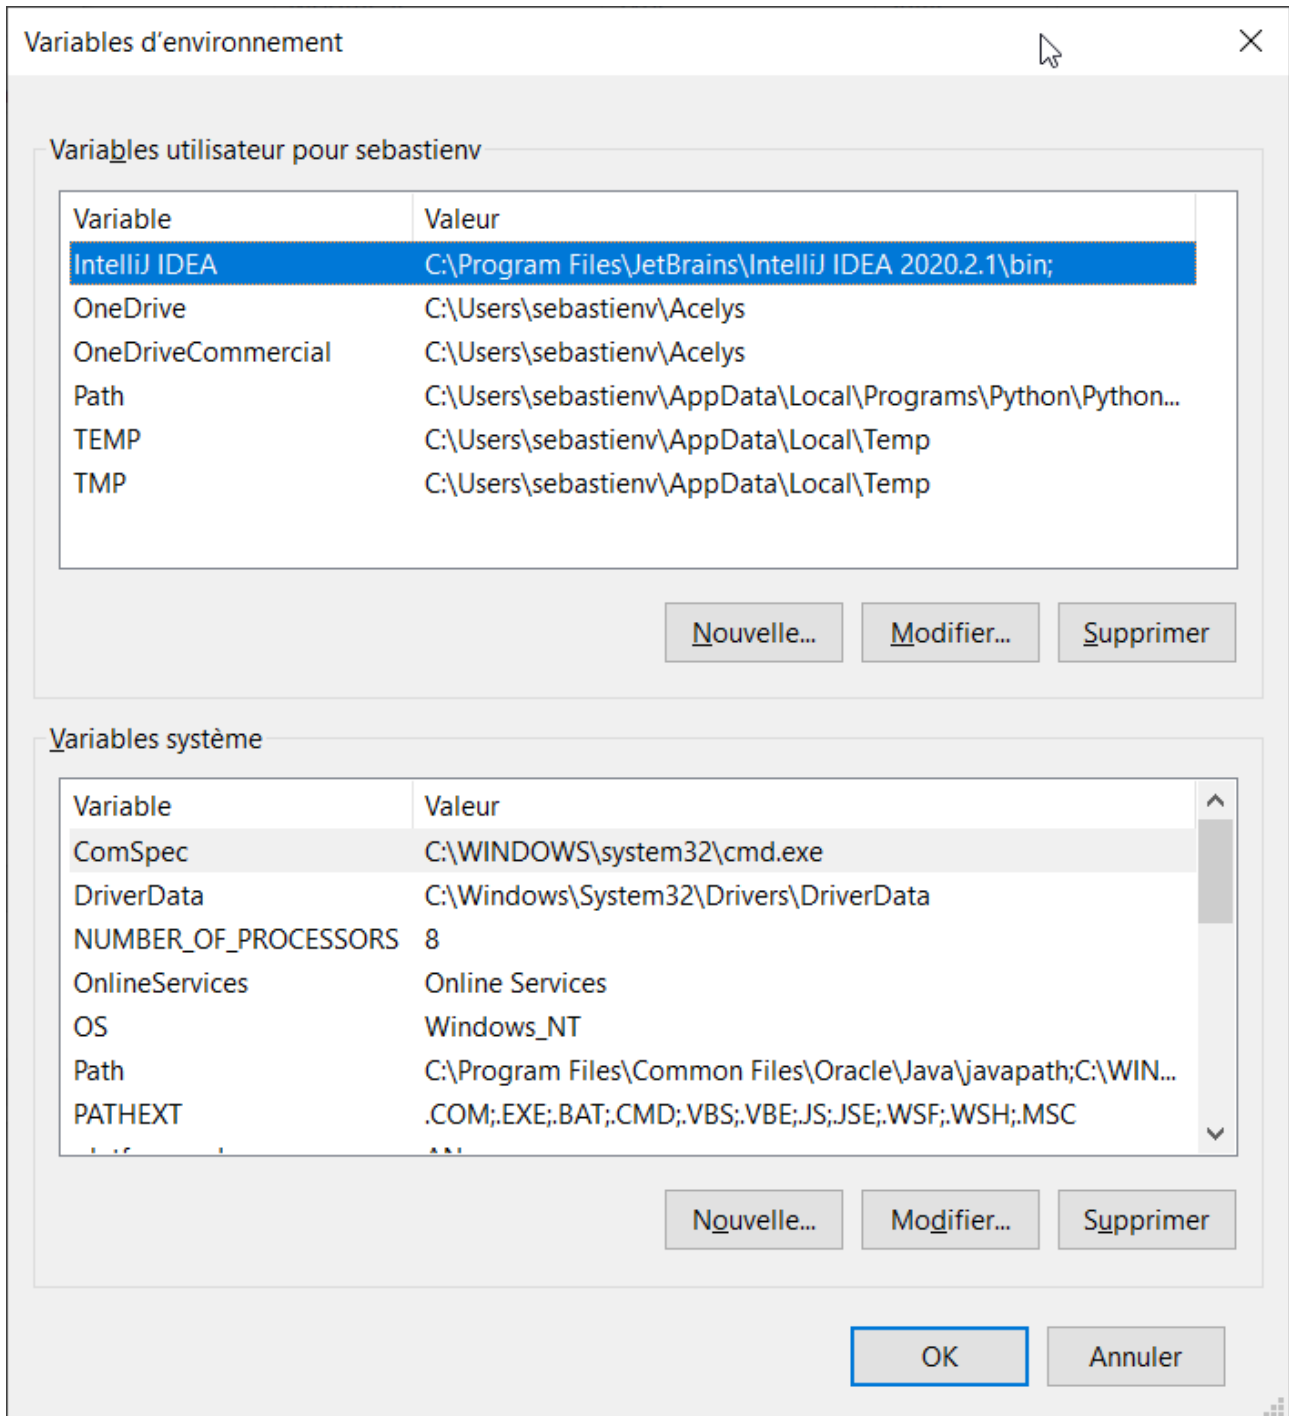 Variables d’environnement
Variables utilisateur pour sebastienv
Variable Valeur
IntelliJ IDEA C:\Program Files\JetBrains\IntelliJ IDEA 2020.2.1\bin;
OneDrive C:\Users\sebastienv\Acelys
OneDriveCommercial C:\Users\sebastienv\Acelys
Path C:\Users\sebastienv\AppData\Local\Programs\Python\Python...
TEMP C:\Users\sebastienv\AppData\Local\Temp
TMP C:\Users\sebastienv\AppData\Local\Temp
Nouvelle... Modifier... Supprimer
Variables système
Variable Valeur
ComSpec C:\WINDOWS\system32\cmd.exe
DriverData C:\Windows\System32\Drivers\DriverData
NUMBER_OF_PROCESSORS 8
OnlineServices Online Services
OS Windows_NT
Path C:\Program Files\Common Files\Oracle\Java\javapath;C:\WIN...
PATHEXT .COM;.EXE;.BAT;.CMD;.VBS;.VBE;.JS;.JSE;.WSF;.WSH;.MSC
Nouvelle... Modifier... Supprimer
OK Annuler